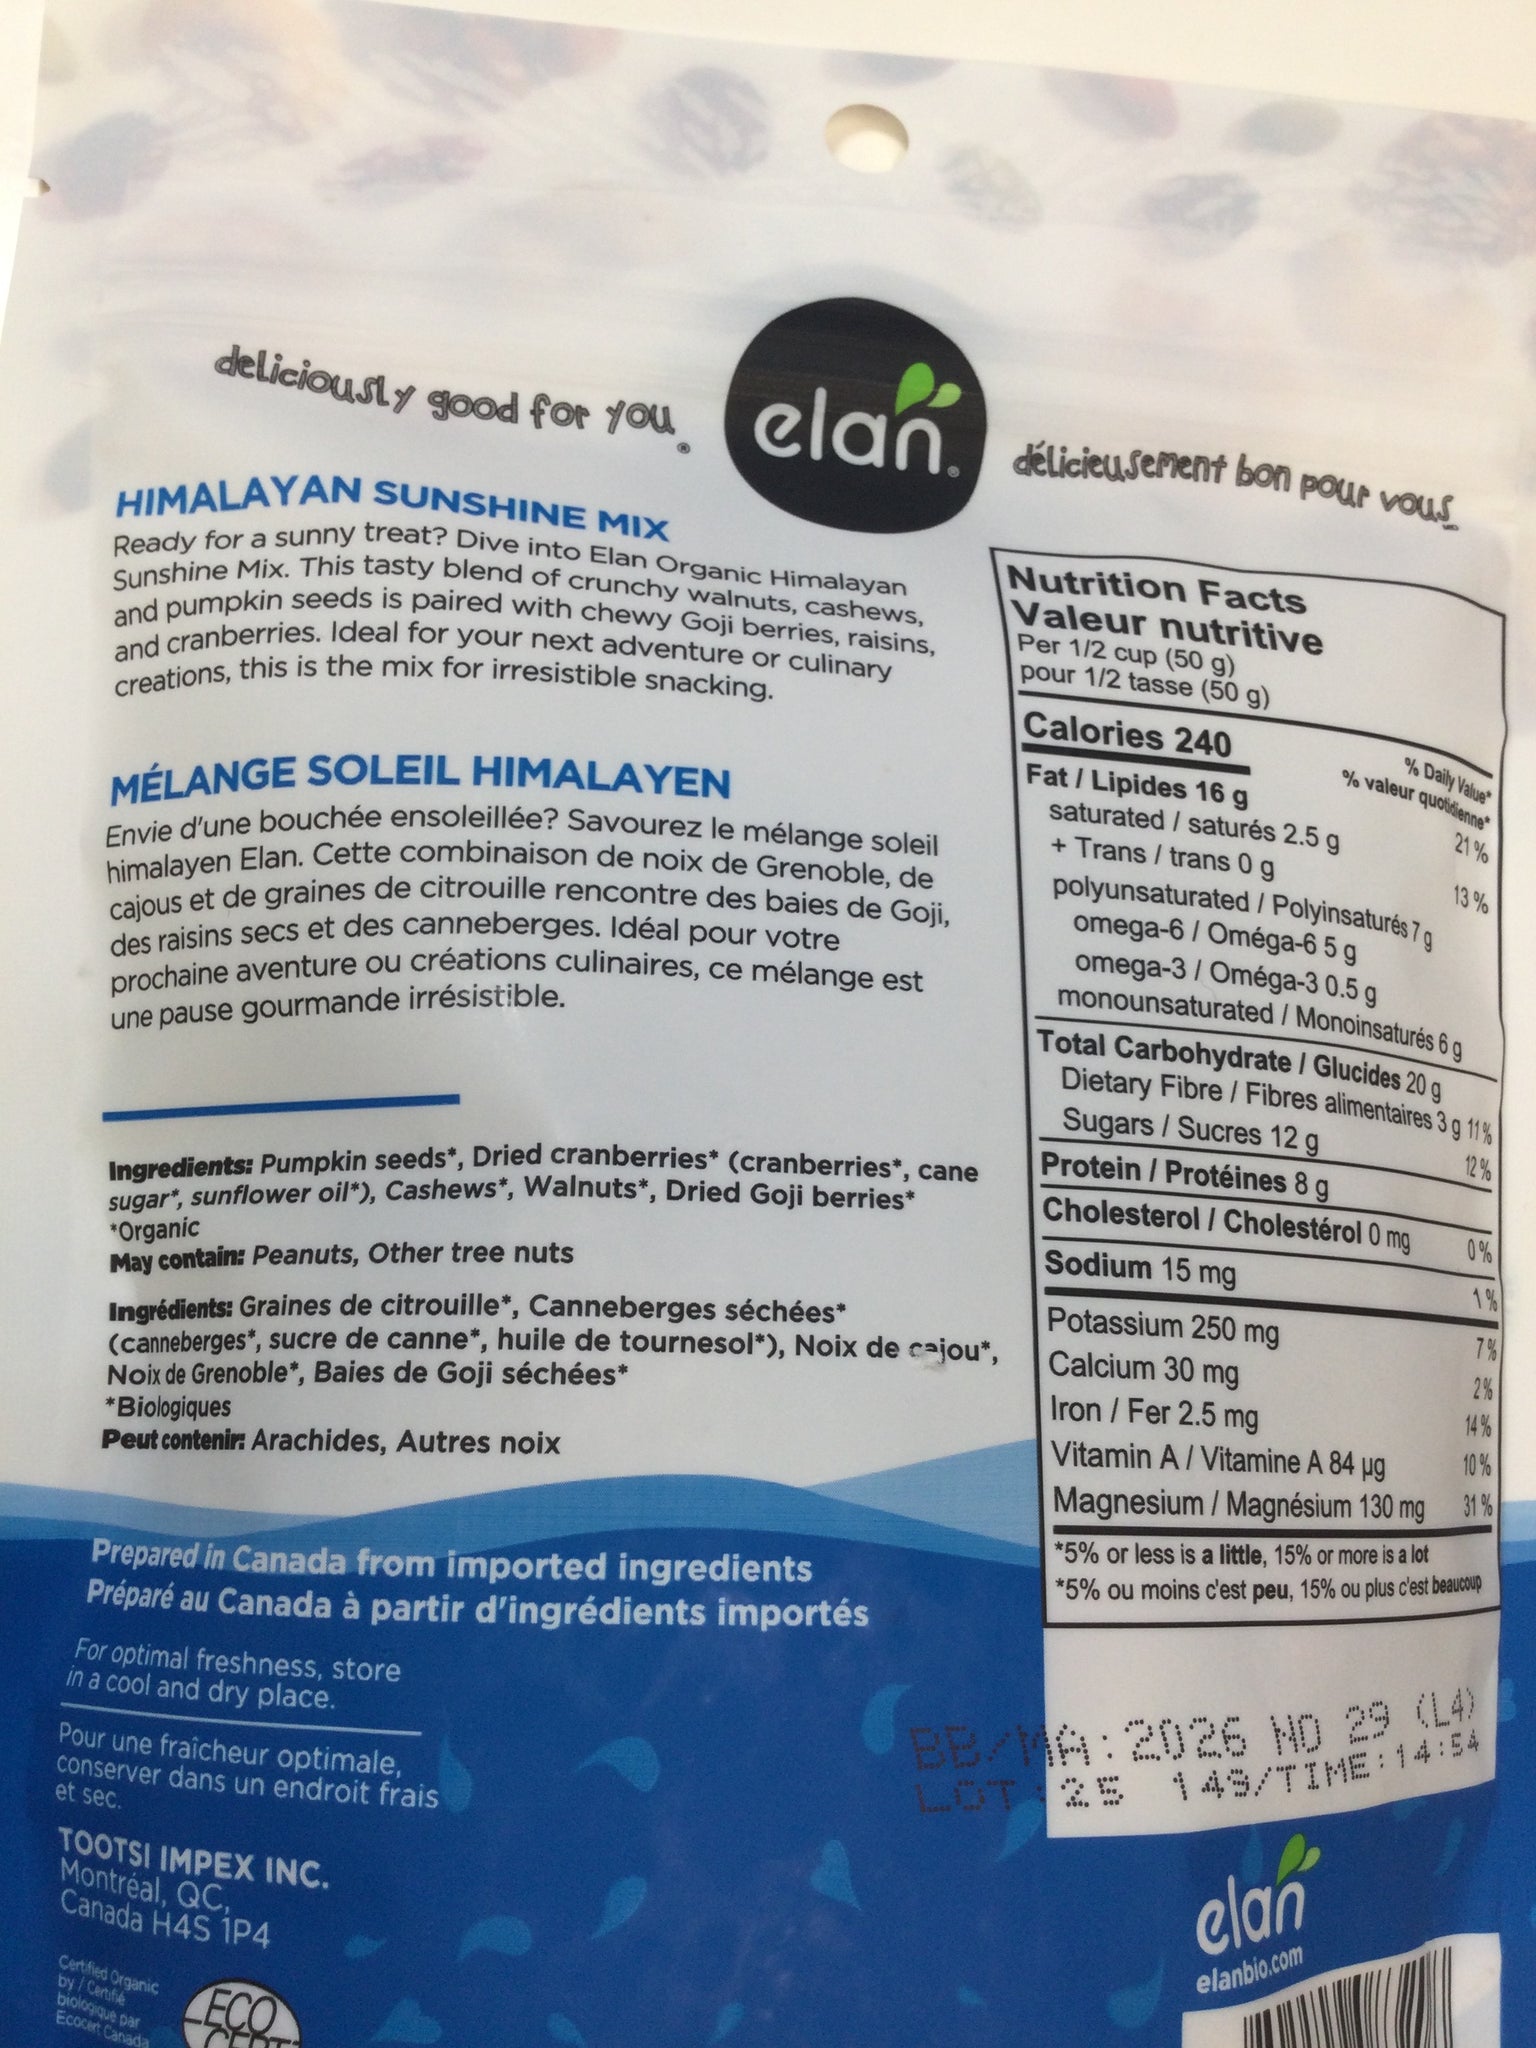 deliciously good for you®
elan®
délicieusement bon pour vous
HIMALAYAN SUNSHINE MIX
Ready for a sunny treat? Dive into Elan Organic Himalayan
Sunshine Mix. This tasty blend of crunchy walnuts, cashews,
and pumpkin seeds is paired with chewy Goji berries, raisins,
and cranberries. Ideal for your next adventure or culinary
creations, this is the mix for irresistible snacking.
MÉLANGE SOLEIL HIMALAYEN
Envie d'une bouchée ensoleillée? Savourez le mélange soleil
himalayen Elan. Cette combinaison de noix de Grenoble, de
cajous et de graines de citrouille rencontre des baies de Goji,
des raisins secs et des canneberges. Idéal pour votre
prochaine aventure ou créations culinaires, ce mélange est
une pause gourmande irrésistible.
Ingredients: Pumpkin seeds*, Dried cranberries* (cranberries*, cane
sugar*, sunflower oil*), Cashews*, Walnuts*, Dried Goji berries*
*Organic
May contain: Peanuts, Other tree nuts
Ingrédients: Graines de citrouille*, Canneberges séchées*
(canneberges*, sucre de canne*, huile de tournesol*), Noix de cajou*,
Noix de Grenoble*, Baies de Goji séchées*
*Biologiques
Peut contenir: Arachides, Autres noix
Prepared in Canada from imported ingredients
Préparé au Canada à partir d'ingrédients importés
For optimal freshness, store
in a cool and dry place.
Pour une fraîcheur optimale,
conserver dans un endroit frais
et sec.
TOOTSI IMPEX INC.
Montréal, QC,
Canada H4S 1P4
Certified Organic
by / Certifié
biologique par
Ecocert Canada
ECO
CERT
Nutrition Facts
Valeur nutritive
Per 1/2 cup (50 g)
pour 1/2 tasse (50 g)
Calories 240
% Daily Value*
% valeur quotidienne*
Fat / Lipides 16 g 21 %
saturated / saturés 2.5 g
+ Trans / trans 0 g 13 %
polyunsaturated / Polyinsaturés 7 g
omega-6 / Oméga-6 5 g
omega-3 / Oméga-3 0.5 g
monounsaturated / Monoinsaturés 6 g
Total Carbohydrate / Glucides 20 g
Dietary Fibre / Fibres alimentaires 3 g 11 %
Sugars / Sucres 12 g 12 %
Protein / Protéines 8 g
Cholesterol / Cholestérol 0 mg 0 %
Sodium 15 mg 1 %
Potassium 250 mg 7 %
Calcium 30 mg 2 %
Iron / Fer 2.5 mg 14 %
Vitamin A / Vitamine A 84 µg 10 %
Magnesium / Magnésium 130 mg 31 %
*5% or less is a little, 15% or more is a lot
*5% ou moins c'est peu, 15% ou plus c'est beaucoup
BB/MA:2026 NO 29 (L4)
LOT:25 149/TIME:14:54
elan
elanbio.com